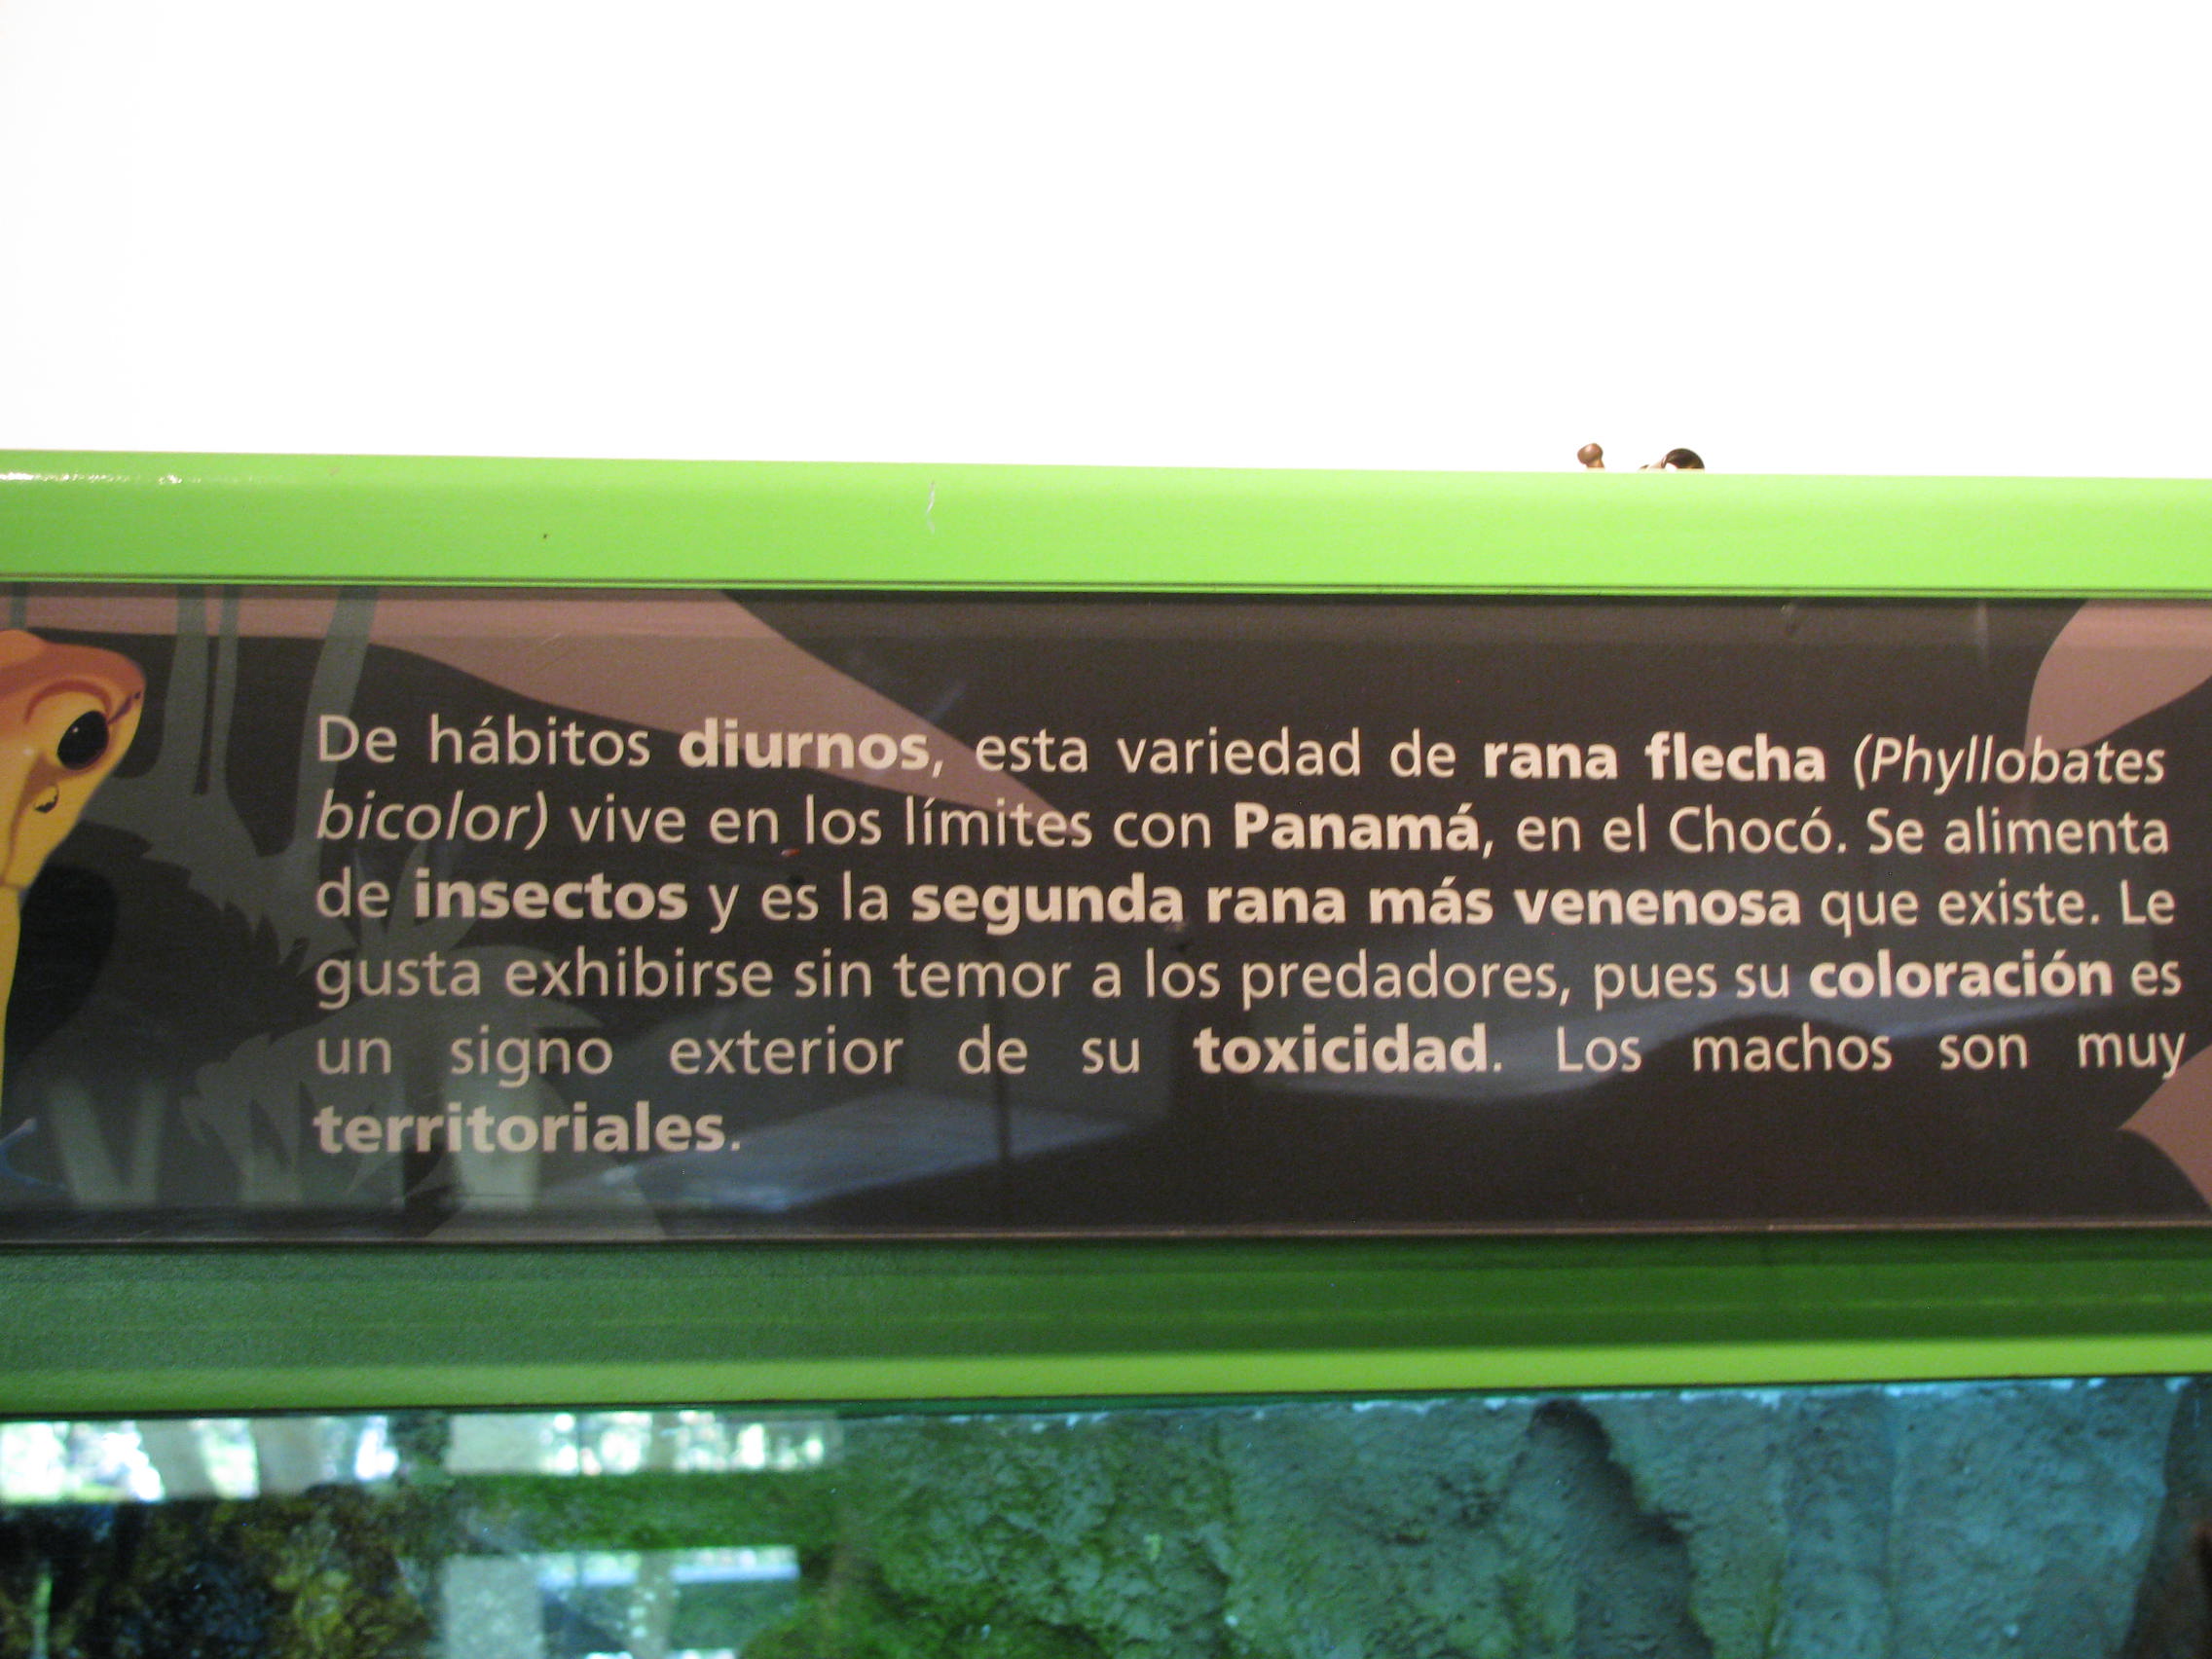 De hábitos diurnos, esta variedad de rana flecha (Phyllobates
bicolor) vive en los límites con Panamá, en el Chocó. Se alimenta
de insectos y es la segunda rana más venenosa que existe. Le
gusta exhibirse sin temor a los predadores, pues su coloración es
un signo exterior de su toxicidad. Los machos son muy
territoriales.